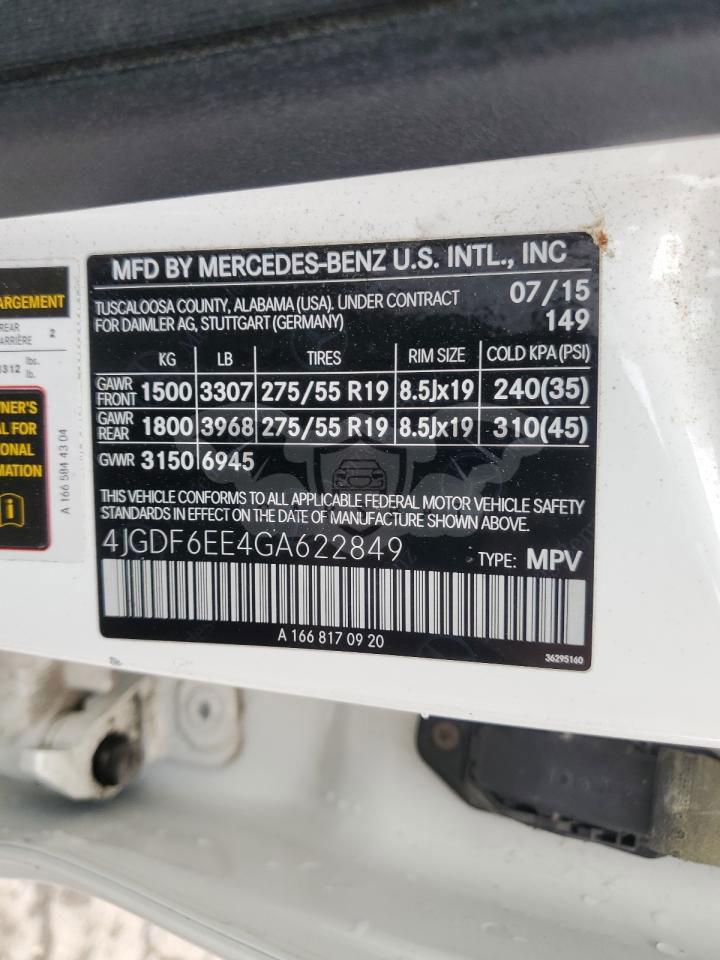 ARGEMENT
REAR 2
ARRIÈRE
lbs.
lb.
NER'S
AL FOR
IONAL
MATION
A 166 584 43 04
MFD BY MERCEDES-BENZ U.S. INTL., INC
TUSCALOOSA COUNTY, ALABAMA (USA). UNDER CONTRACT 07/15
FOR DAIMLER AG, STUTTGART (GERMANY) 149
KG LB TIRES RIM SIZE COLD KPA(PSI)
GAWR FRONT 1500 3307 275/55 R19 8.5Jx19 240(35)
GAWR REAR 1800 3968 275/55 R19 8.5Jx19 310(45)
GVWR 3150 6945
THIS VEHICLE CONFORMS TO ALL APPLICABLE FEDERAL MOTOR VEHICLE SAFETY
STANDARDS IN EFFECT ON THE DATE OF MANUFACTURE SHOWN ABOVE.
4JGDF6EE4GA622849 TYPE: MPV
A 166 817 09 20
36295160